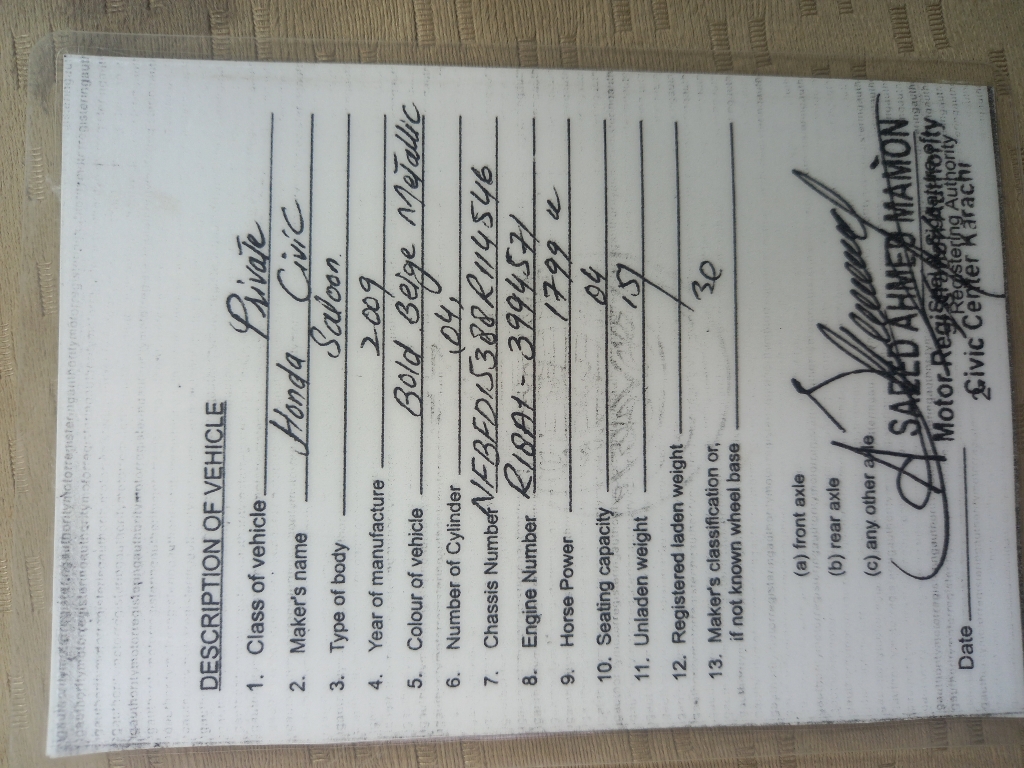 DESCRIPTION OF VEHICLE
1. Class of vehicle Private
2. Maker's name Honda Civic
3. Type of body Saloon
4. Year of manufacture 2009
5. Colour of vehicle Bold Beige Metallic
6. Number of Cylinder 04,
7. Chassis Number NFBFD15388R114546
8. Engine Number R18A1-3994571
9. Horse Power 1799
10. Seating capacity 04
11. Unladen weight
12. Registered laden weight
13. Maker's classification or,
if not known wheel base
(a) front axle
(b) rear axle
(c) any other axle
SAEED AHMED MAMON
Motor Registration Authority
Registering Authority
Civic Center Karachi
Date